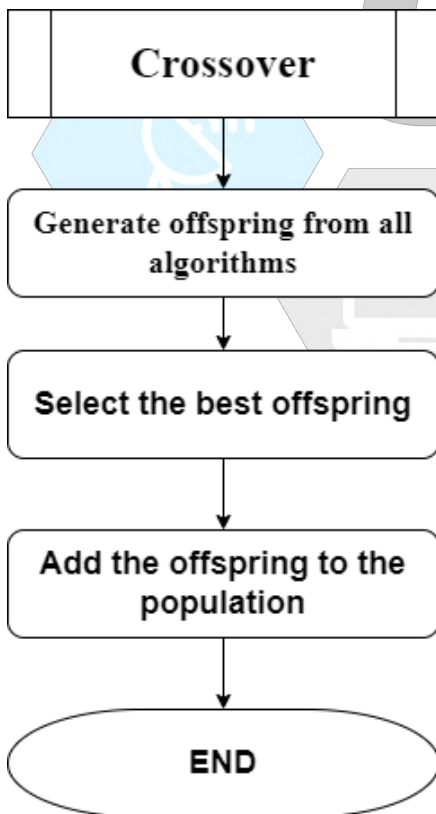 Crossover
Generate offspring from all
algorithms
Select the best offspring
Add the offspring to the
population
END